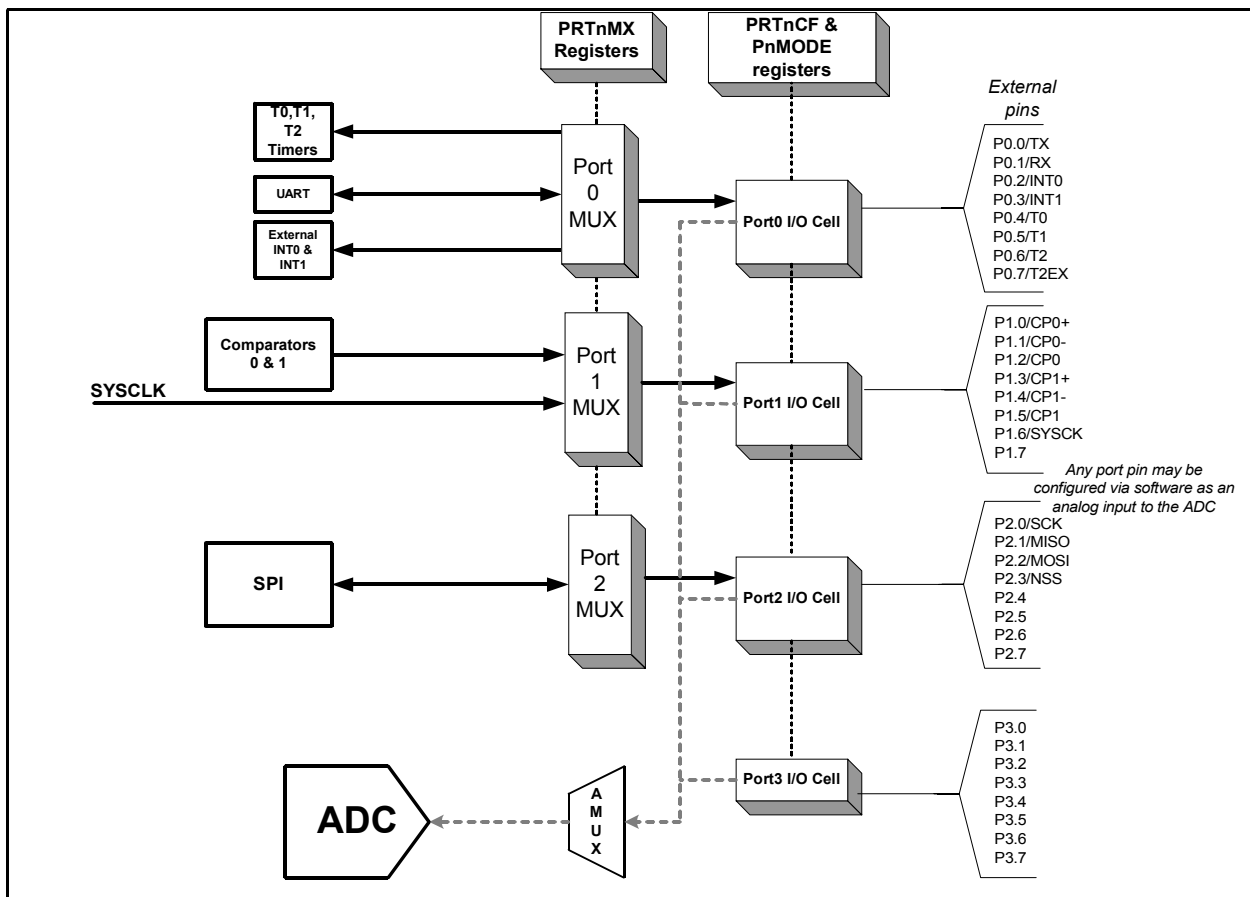 PRTnMX
Registers
PRTnCF &
PnMODE
registers
External
pins
T0,T1,
T2
Timers
UART
External
INT0 &
INT1
Port
0
MUX
Port0 I/O Cell
P0.0/TX
P0.1/RX
P0.2/INT0
P0.3/INT1
P0.4/T0
P0.5/T1
P0.6/T2
P0.7/T2EX
Comparators
0 & 1
SYSCLK
Port
1
MUX
Port1 I/O Cell
P1.0/CP0+
P1.1/CP0-
P1.2/CP0
P1.3/CP1+
P1.4/CP1-
P1.5/CP1
P1.6/SYSCK
P1.7
Any port pin may be
configured via software as an
analog input to the ADC
SPI
Port
2
MUX
Port2 I/O Cell
P2.0/SCK
P2.1/MISO
P2.2/MOSI
P2.3/NSS
P2.4
P2.5
P2.6
P2.7
ADC
A
M
U
X
Port3 I/O Cell
P3.0
P3.1
P3.2
P3.3
P3.4
P3.5
P3.6
P3.7